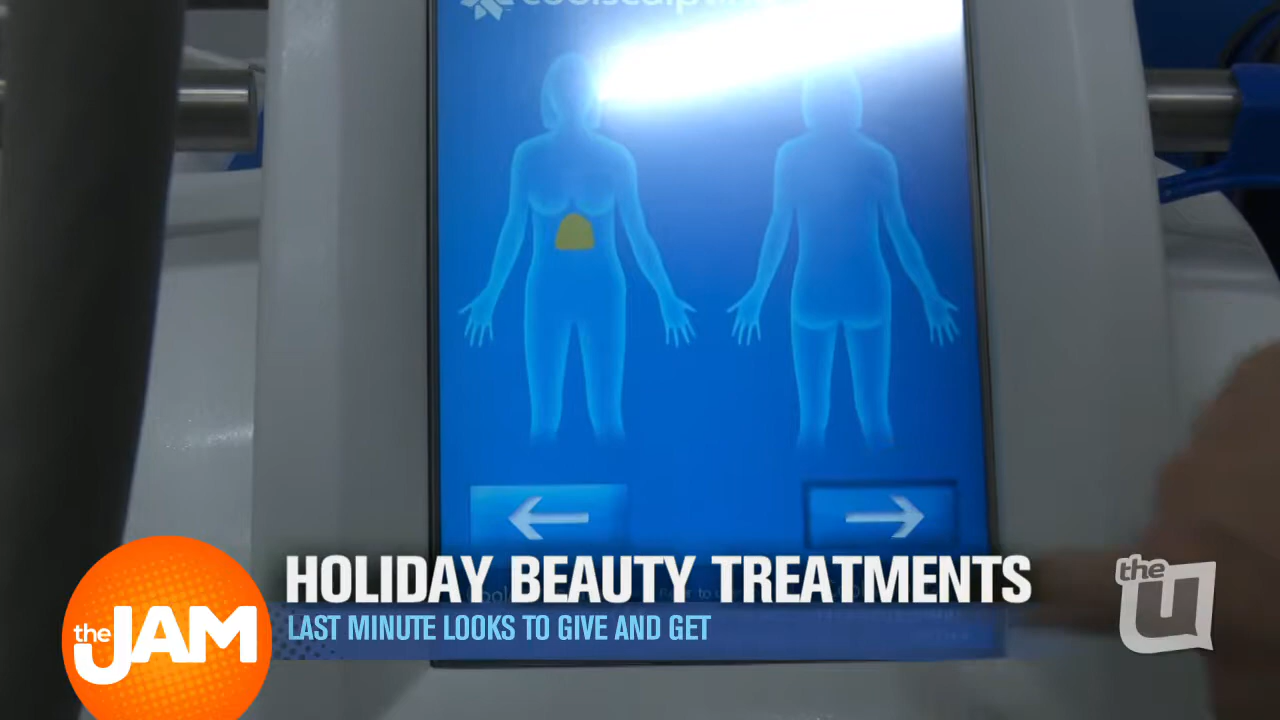 coolsculpting
HOLIDAY BEAUTY TREATMENTS
LAST MINUTE LOOKS TO GIVE AND GET
the JAM
the U